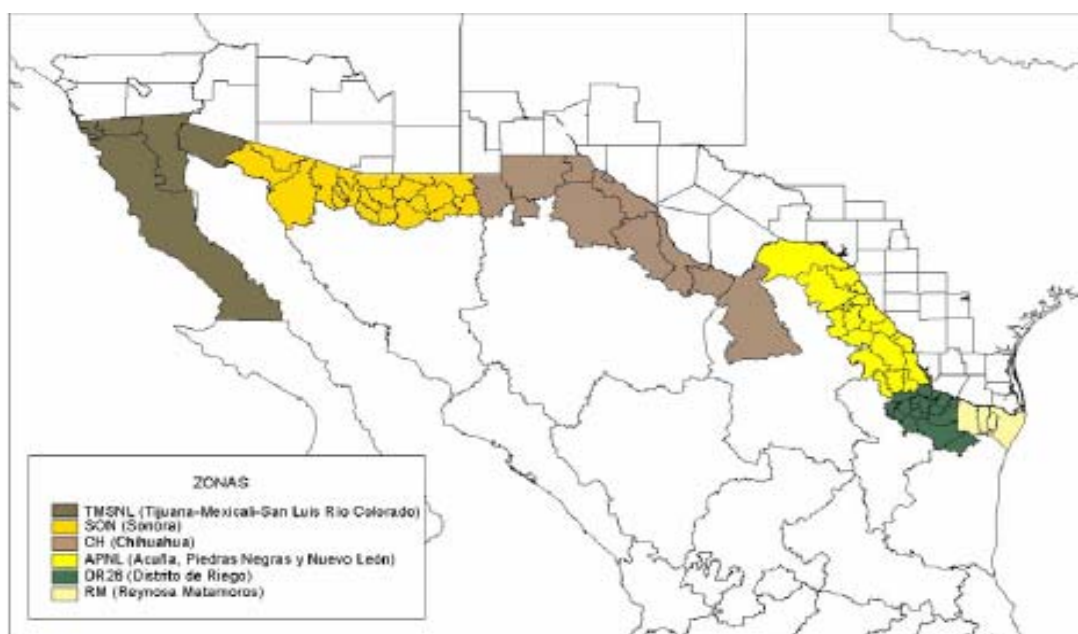 ZONAS
TMSNL (Tijuana-Mexicali-San Luis Rio Colorado)
SON (Sonora)
CH (Chihuahua)
APNL (Acuña, Piedras Negras y Nuevo León)
DR26 (Distrito de Riego)
RM (Reynosa Matamoros)